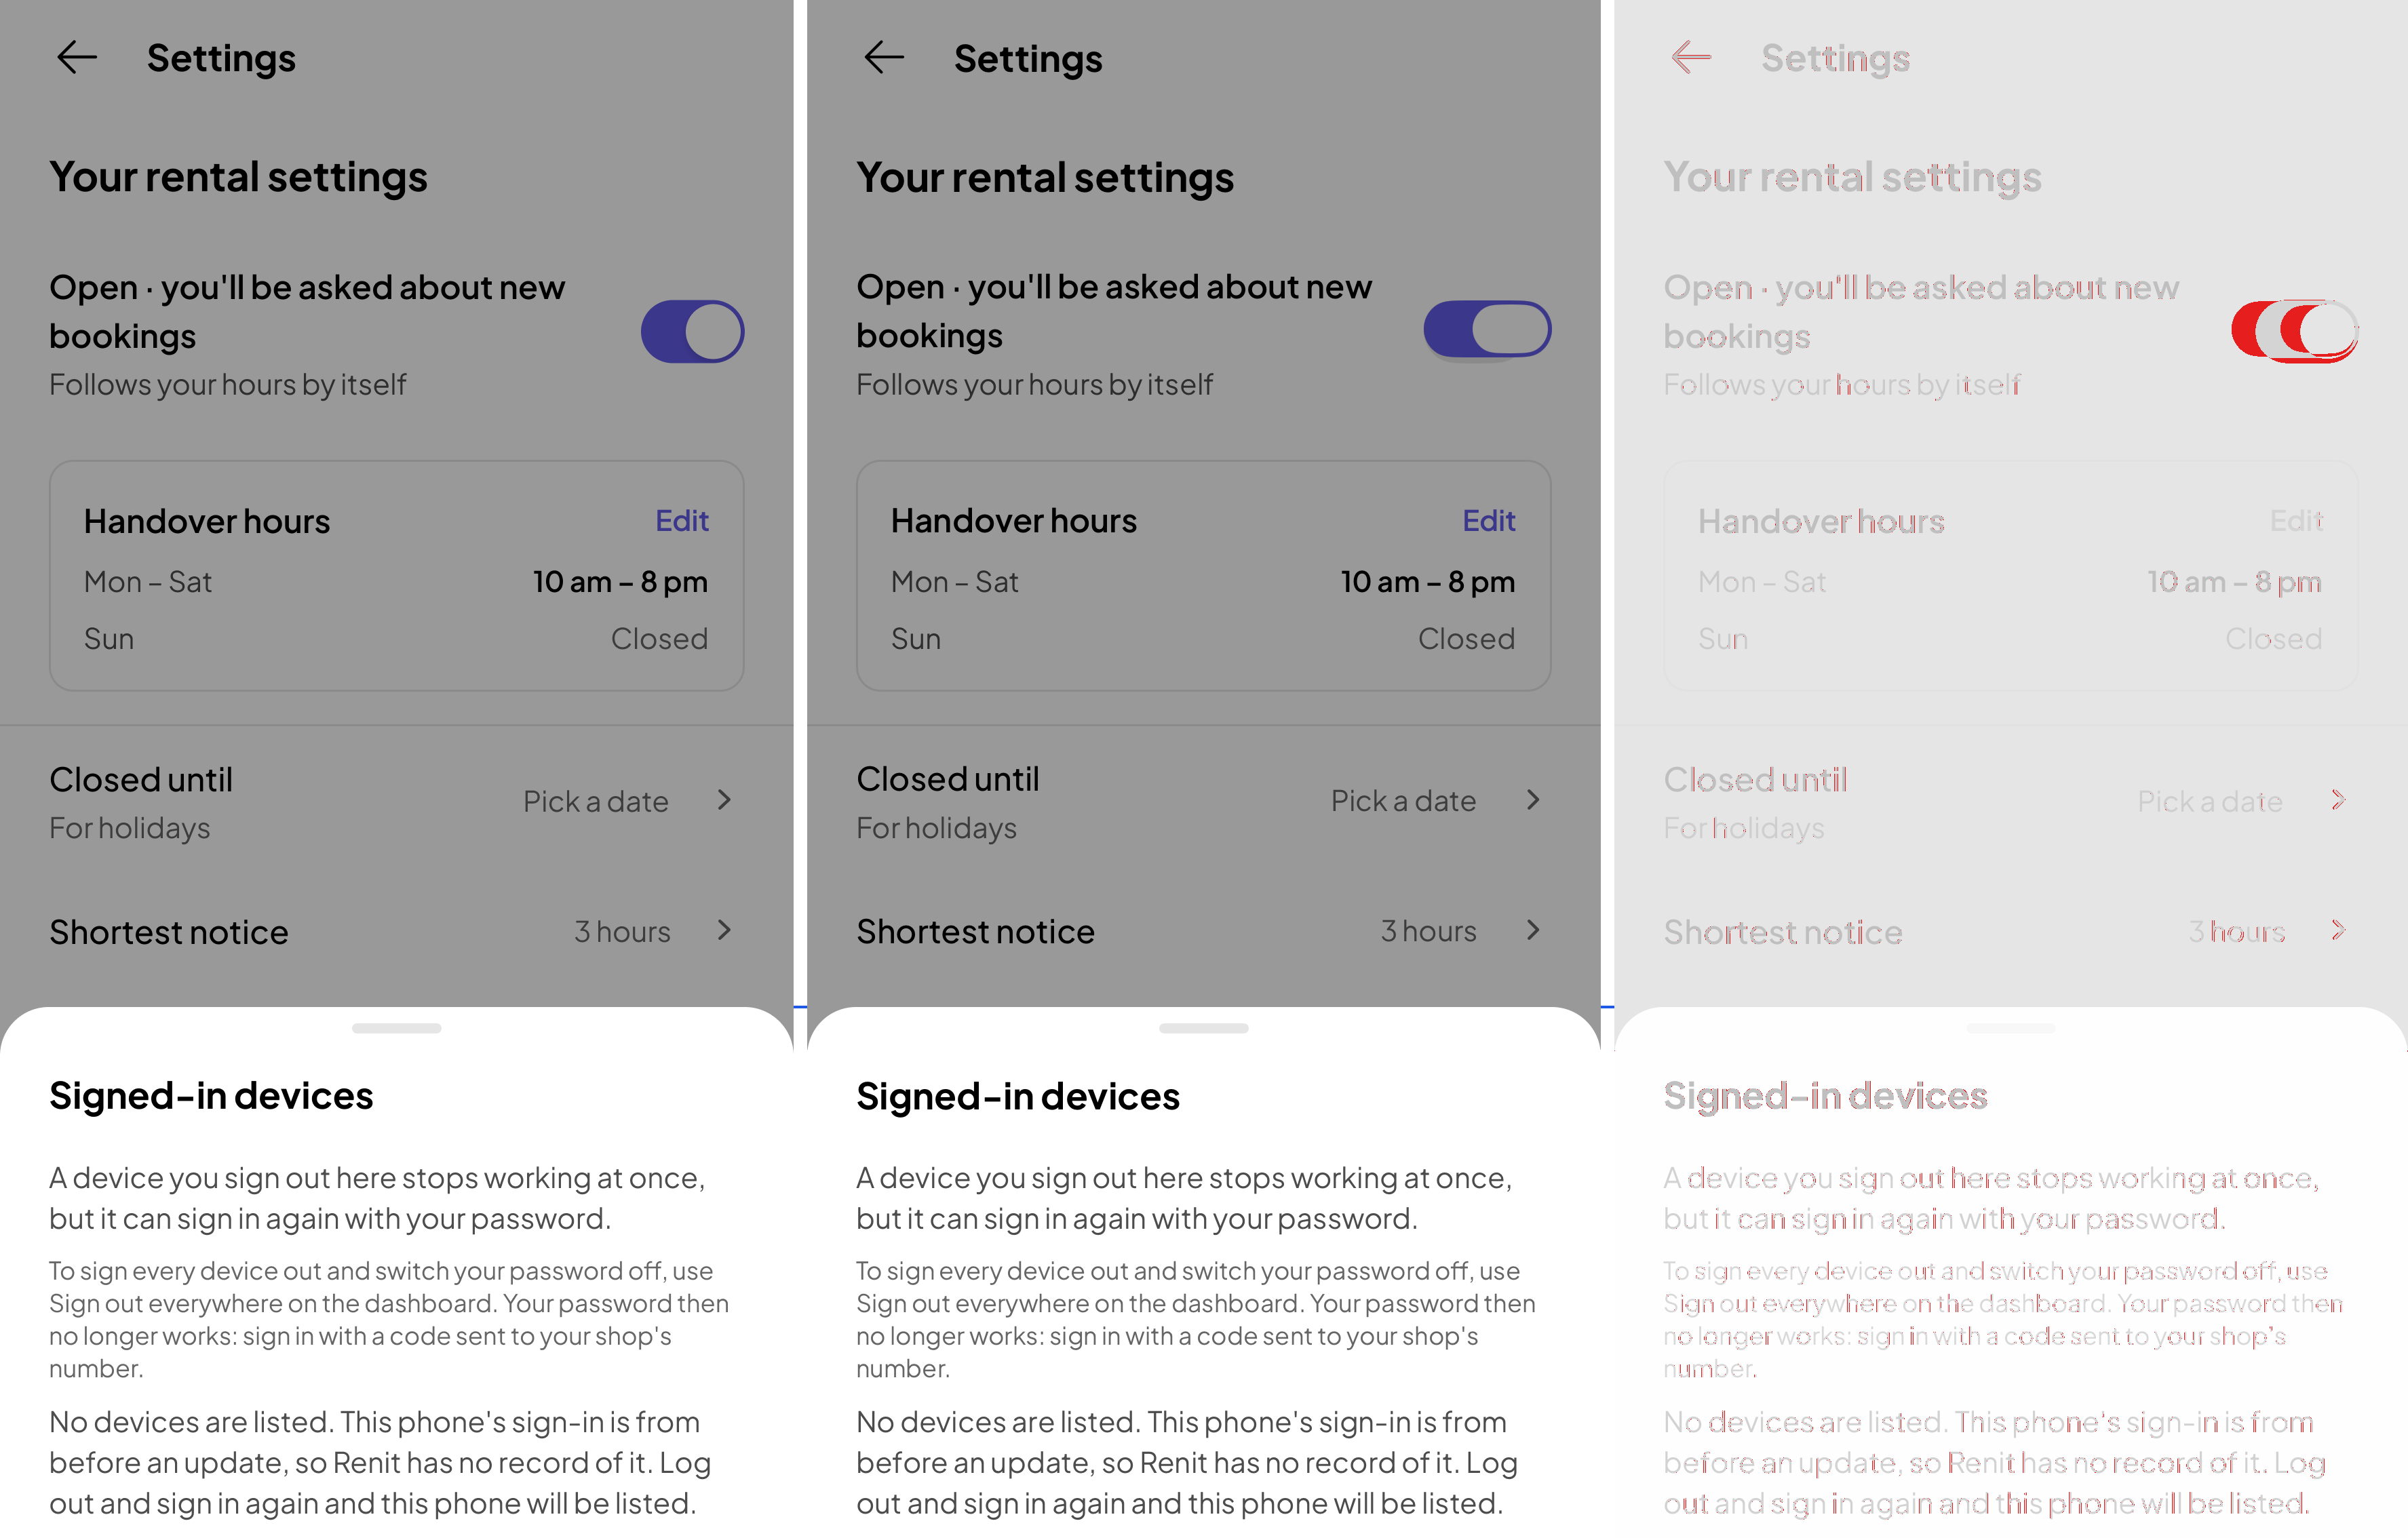 Settings
Your rental settings
Open · you'll be asked about new
bookings
Follows your hours by itself
Handover hours
Edit
Mon – Sat
10 am – 8 pm
Sun
Closed
Closed until
For holidays
Pick a date
Shortest notice
3 hours
Signed-in devices
A device you sign out here stops working at once,
but it can sign in again with your password.
To sign every device out and switch your password off, use
Sign out everywhere on the dashboard. Your password then
no longer works: sign in with a code sent to your shop's
number.
No devices are listed. This phone's sign-in is from
before an update, so Renit has no record of it. Log
out and sign in again and this phone will be listed.
Settings
Your rental settings
Open · you'll be asked about new
bookings
Follows your hours by itself
Handover hours
Edit
Mon – Sat
10 am – 8 pm
Sun
Closed
Closed until
For holidays
Pick a date
Shortest notice
3 hours
Signed-in devices
A device you sign out here stops working at once,
but it can sign in again with your password.
To sign every device out and switch your password off, use
Sign out everywhere on the dashboard. Your password then
no longer works: sign in with a code sent to your shop's
number.
No devices are listed. This phone's sign-in is from
before an update, so Renit has no record of it. Log
out and sign in again and this phone will be listed.
Settings
Your rental settings
Open · you'll be asked about new
bookings
Follows your hours by itself
Handover hours
Edit
Mon – Sat
10 am – 8 pm
Sun
Closed
Closed until
For holidays
Pick a date
Shortest notice
3 hours
Signed-in devices
A device you sign out here stops working at once,
but it can sign in again with your password.
To sign every device out and switch your password off, use
Sign out everywhere on the dashboard. Your password then
no longer works: sign in with a code sent to your shop's
number.
No devices are listed. This phone's sign-in is from
before an update, so Renit has no record of it. Log
out and sign in again and this phone will be listed.